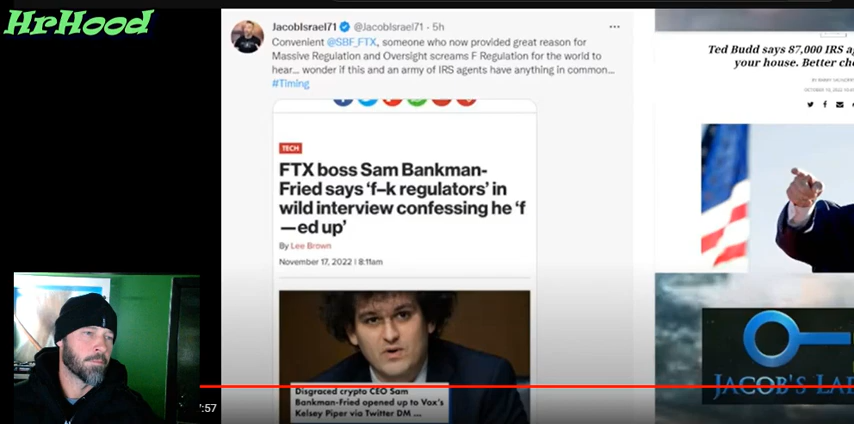 HrHood
JacobIsrael71 @JacobIsrael71 · 5h
Convenient @SBF_FTX, someone who now provided great reason for
Massive Regulation and Oversight screams F Regulation for the world to
hear... wonder if this and an army of IRS agents have anything in common...
#Timing
TECH
FTX boss Sam Bankman-
Fried says ‘f–k regulators’ in
wild interview confessing he ‘f
—ed up’
By Lee Brown
November 17, 2022 | 8:11am
Disgraced crypto CEO Sam
Bankman-Fried opened up to Vox's
Kelsey Piper via Twitter DM ...
Ted Budd says 87,000 IRS
your house. Better
JACOB'S
:57